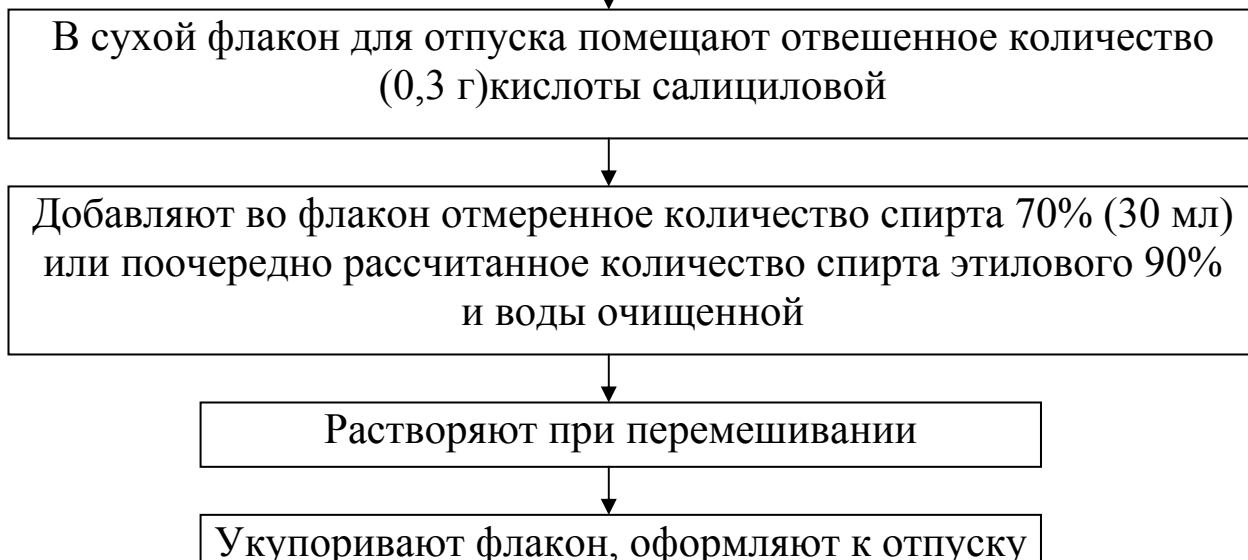 В сухой флакон для отпуска помещают отвешенное количество
(0,3 г)кислоты салициловой
Добавляют во флакон отмеренное количество спирта 70% (30 мл)
или поочередно рассчитанное количество спирта этилового 90%
и воды очищенной
Растворяют при перемешивании
Укупоривают флакон, оформляют к отпуску